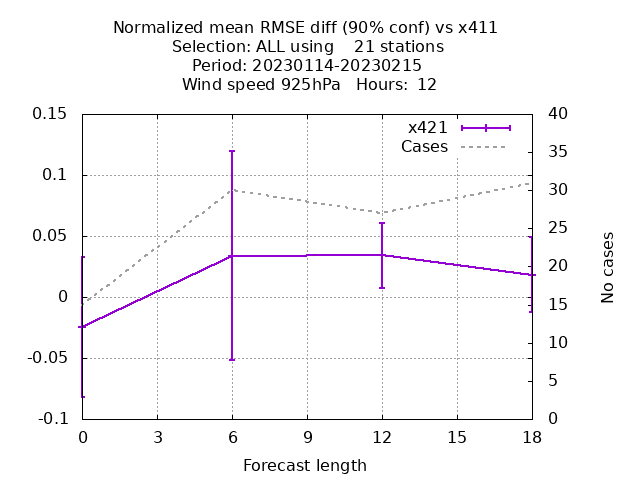 Normalized mean RMSE diff (90% conf) vs x411
Selection: ALL using    21 stations
Period: 20230114-20230215
Wind speed 925hPa   Hours:  12
x421
Cases
0.15
0.1
0.05
0
-0.05
-0.1
40
35
30
25
20
15
10
5
0
No cases
0 3 6 9 12 15 18
Forecast length